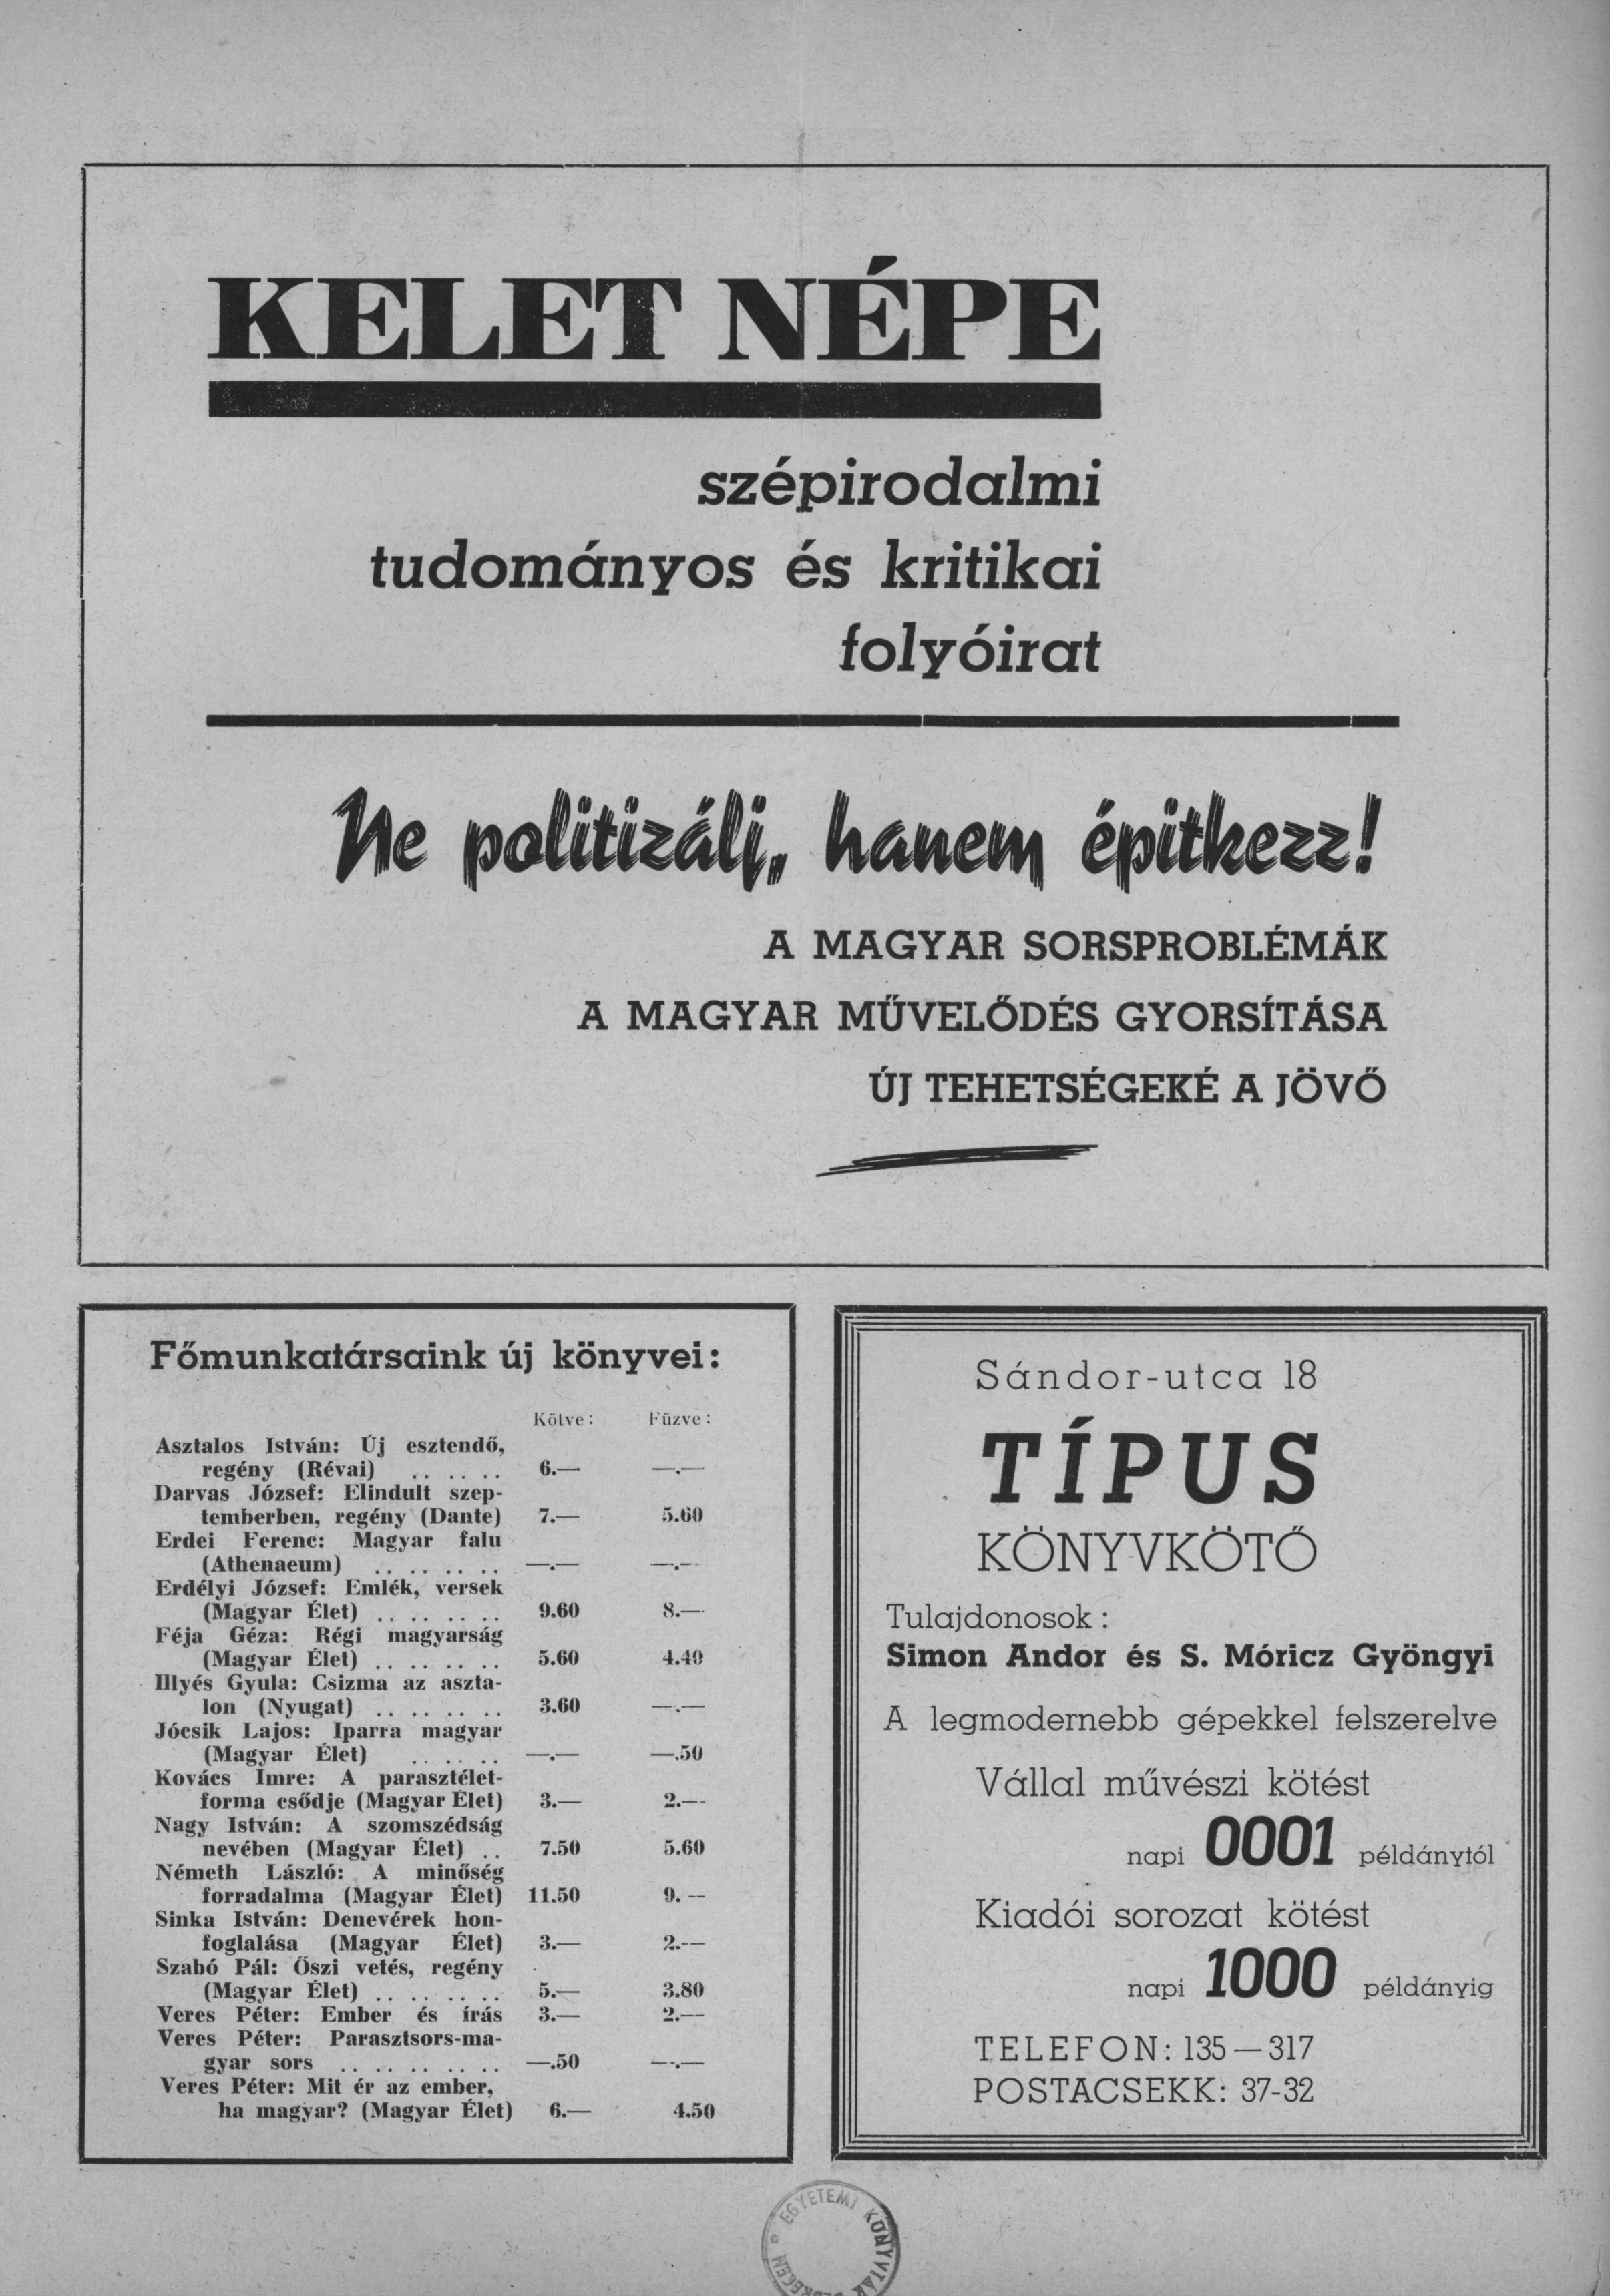 KELET NÉPE
szépirodalmi
tudományos és kritikai
folyóirat
Ne politizálj, hanem épitkezz!
A MAGYAR SORSPROBLÉMÁK
A MAGYAR MŰVELŐDÉS GYORSÍTÁSA
ÚJ TEHETSÉGEKÉ A JÖVŐ
Főmunkatársaink új könyvei:
Kötve: Fűzve:
Asztalos István: Új esztendő,
regény (Révai) . . . . . . 6.— —.—
Darvas József: Elindult szep-
temberben, regény (Dante) 7.— 5.60
Erdei Ferenc: Magyar falu
(Athenaeum) . . . . . . . . —.— —.—
Erdélyi József: Emlék, versek
(Magyar Élet) . . . . . . . . 9.60 8.—
Féja Géza: Régi magyarság
(Magyar Élet) . . . . . . . . 5.60 4.40
Illyés Gyula: Csizma az aszta-
lon (Nyugat) . . . . . . . . 3.60 —.—
Jócsik Lajos: Iparra magyar
(Magyar Élet) . . . . . . —.— —.50
Kovács Imre: A parasztélet-
forma csődje (Magyar Élet) 3.— 2.—
Nagy István: A szomszédság
nevében (Magyar Élet) . . 7.50 5.60
Németh László: A minőség
forradalma (Magyar Élet) 11.50 9.—
Sinka István: Denevérek hon-
foglalása (Magyar Élet) 3.— 2.—
Szabó Pál: Őszi vetés, regény
(Magyar Élet) . . . . . . . . 5.— 3.80
Veres Péter: Ember és írás 3.— 2.—
Veres Péter: Parasztsors-ma-
gyar sors . . . . . . . . . . —.50 —.—
Veres Péter: Mit ér az ember,
ha magyar? (Magyar Élet) 6.— 4.50
Sándor-utca 18
TÍPUS
KÖNYVKÖTŐ
Tulajdonosok:
Simon Andor és S. Móricz Gyöngyi
A legmodernebb gépekkel felszerelve
Vállal művészi kötést
napi 0001 példánytól
Kiadói sorozat kötést
napi 1000 példányig
TELEFON: 135—317
POSTACSEKK: 37-32
EGYETEMI